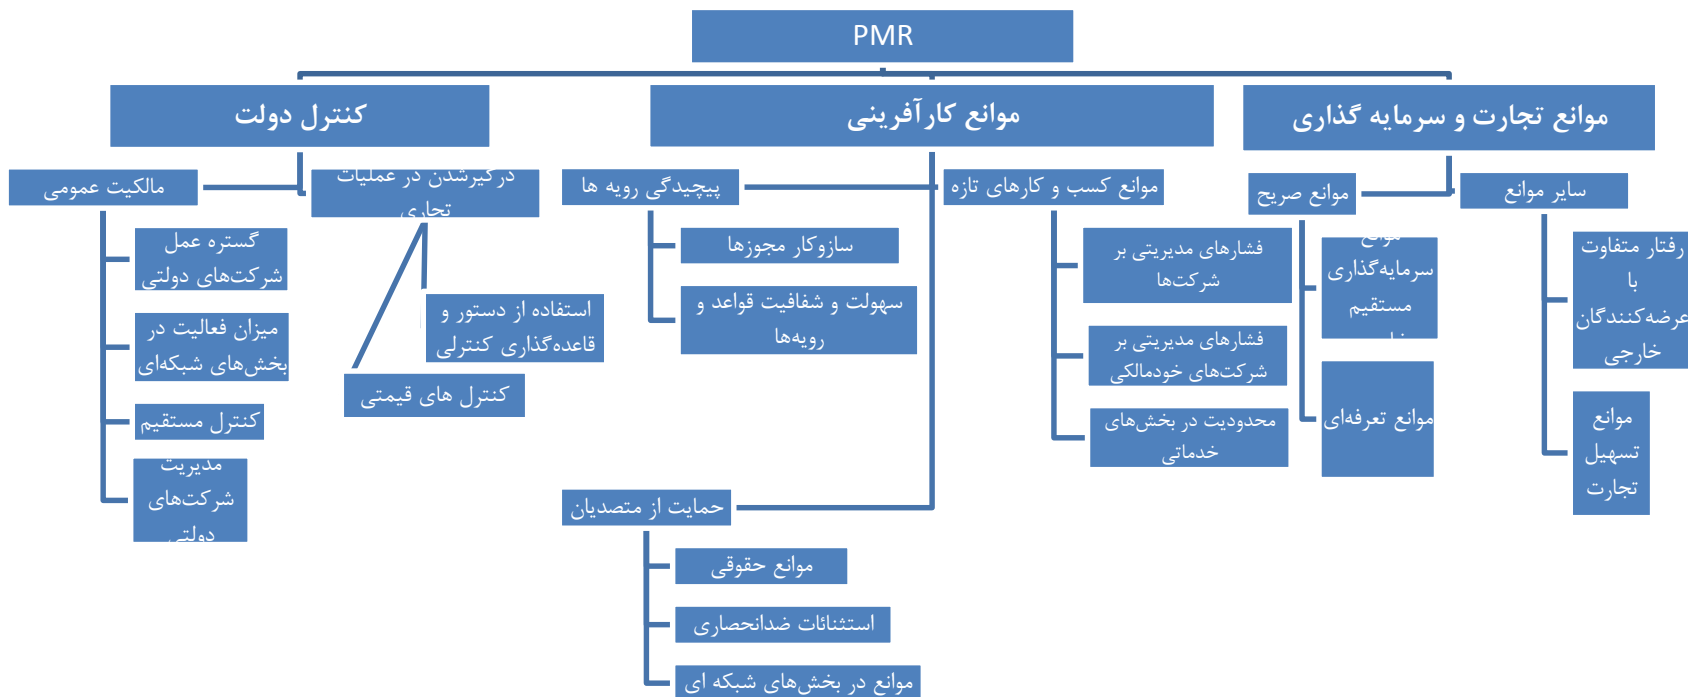 PMR
موانع تجارت و سرمایه گذاری
موانع کارآفرینی
کنترل دولت
سایر موانع
رفتار متفاوت
با
عرضه‌کنندگان
خارجی
موانع
تسهیل
تجارت
موانع صریح
موانع
سرمایه‌گذاری
مستقیم
موانع تعرفه‌ای
موانع کسب و کارهای تازه
فشارهای مدیریتی بر
شرکت‌ها
فشارهای مدیریتی بر
شرکت‌های خودمالکی
محدودیت در بخش‌های
خدماتی
پیچیدگی رویه ها
سازوکار مجوزها
سهولت و شفافیت قواعد و
رویه‌ها
حمایت از متصدیان
موانع حقوقی
استثنائات ضدانحصاری
موانع در بخش‌های شبکه ای
درگیرشدن در عملیات
تجاری
استفاده از دستور و
قاعده‌گذاری کنترلی
کنترل های قیمتی
مالکیت عمومی
گستره عمل
شرکت‌های دولتی
میزان فعالیت در
بخش‌های شبکه‌ای
کنترل مستقیم
مدیریت
شرکت‌های
دولتی